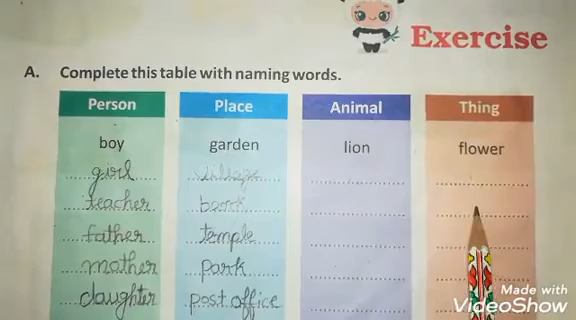 Exercise
A. Complete this table with naming words.
Person Place Animal Thing
boy garden lion flower
girl village
teacher bank
father temple
mother park
daughter post office
Made with
VideoShow